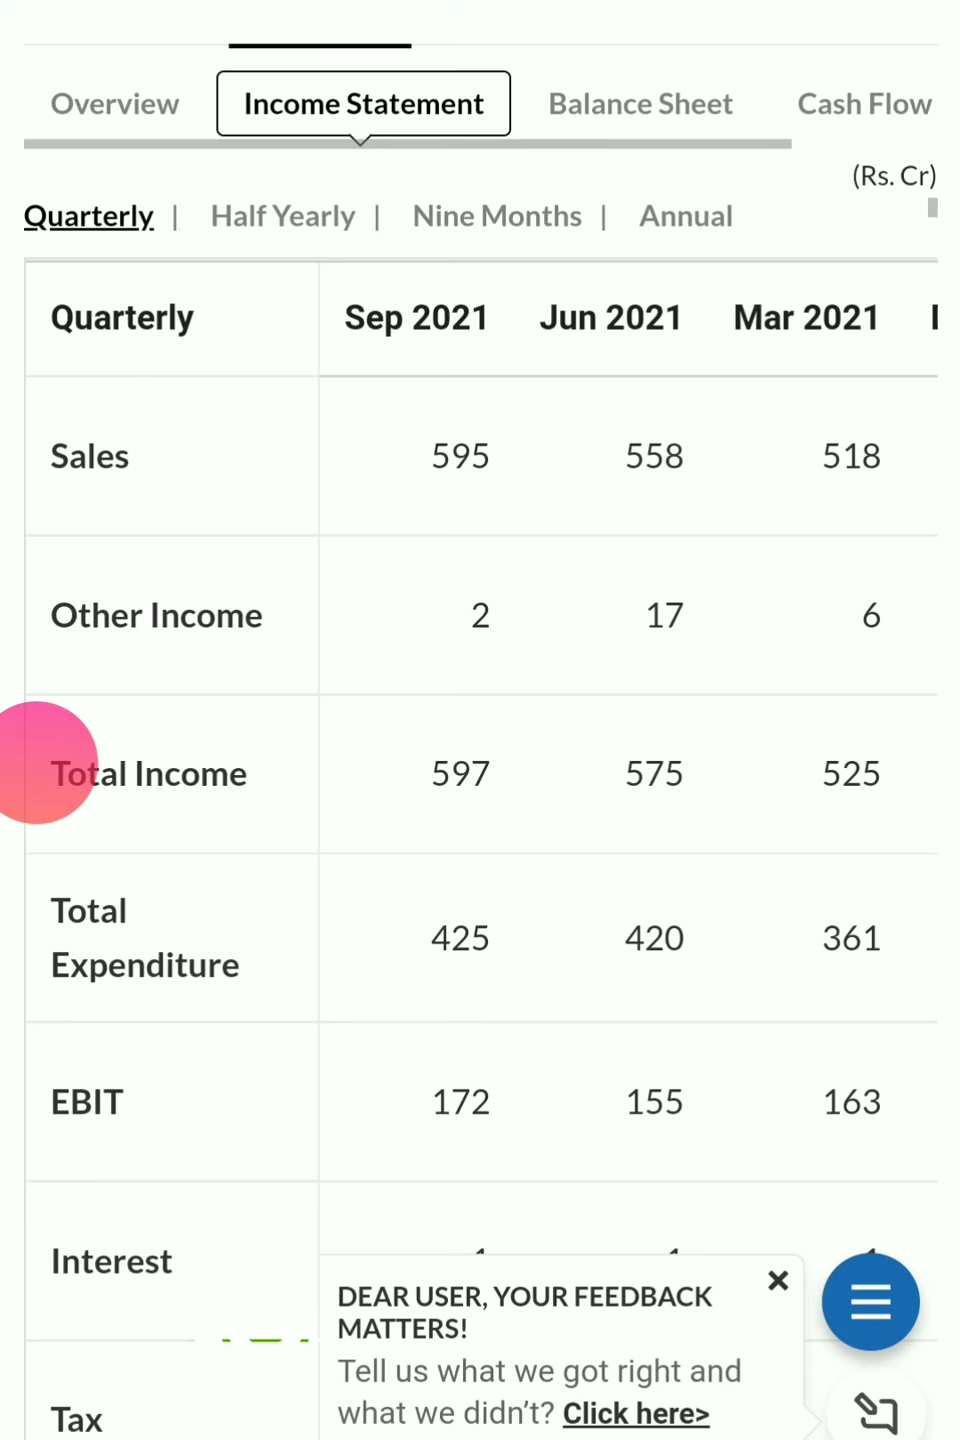 Overview Income Statement Balance Sheet Cash Flow
(Rs. Cr)
Quarterly | Half Yearly | Nine Months | Annual
Quarterly Sep 2021 Jun 2021 Mar 2021
Sales 595 558 518
Other Income 2 17 6
Total Income 597 575 525
Total
Expenditure 425 420 361
EBIT 172 155 163
Interest
DEAR USER, YOUR FEEDBACK
MATTERS!
Tell us what we got right and
what we didn't? Click here>
Tax